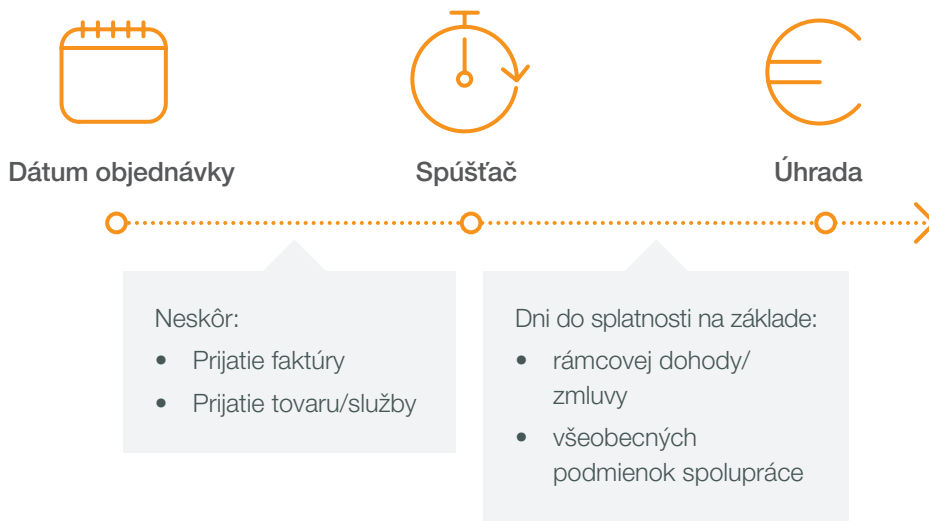 Dátum objednávky
Spúšťač
Úhrada
Neskôr:
• Prijatie faktúry
• Prijatie tovaru/služby
Dni do splatnosti na základe:
• rámcovej dohody/
zmluvy
• všeobecných
podmienok spolupráce